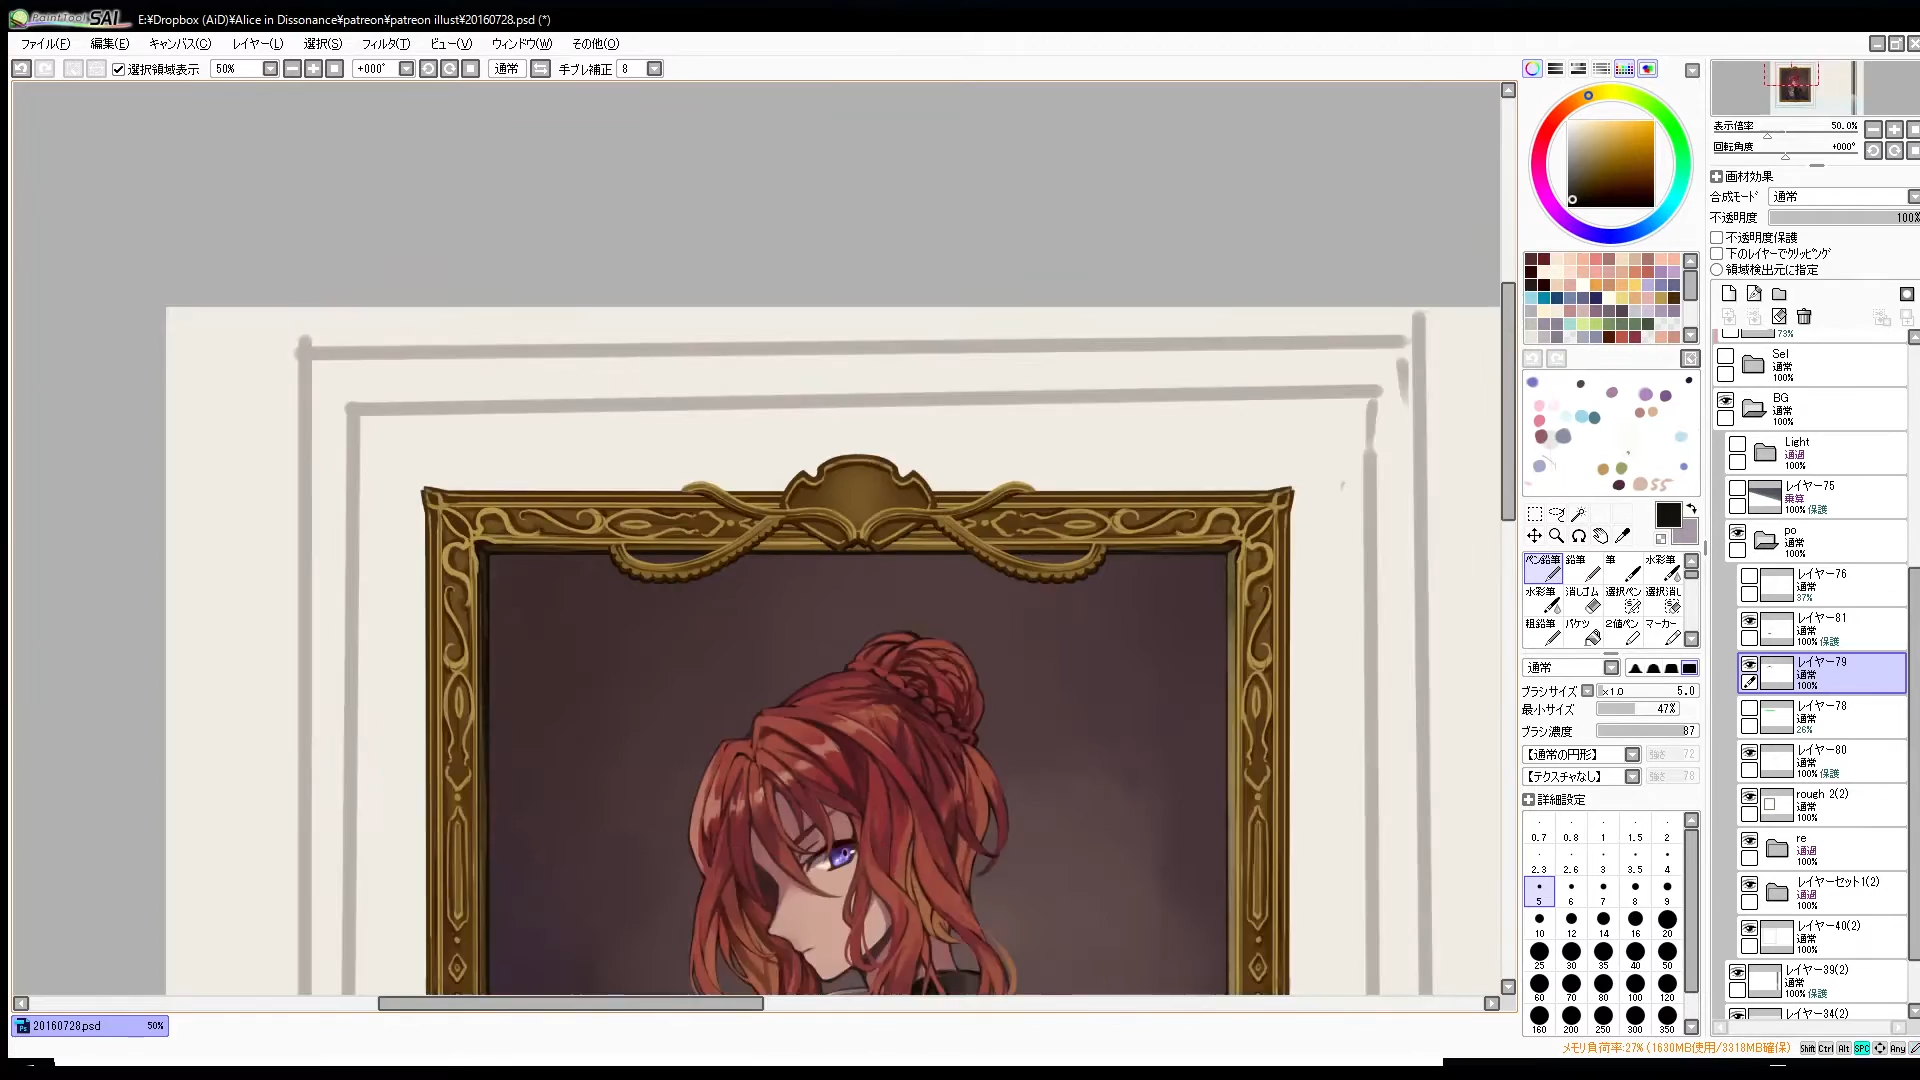 PaintTool SAI E:¥Dropbox (AiD)¥Alice in Dissonance¥patreon¥patreon illust¥20160728.psd (*)
ファイル(F) 編集(E) キャンバス(C) レイヤー(L) 選択(S) フィルタ(T) ビュー(V) ウィンドウ(W) その他(O)
選択領域表示 50% +000° 通常 手ブレ補正 8
表示倍率 50.0%
回転角度 +000°
画材効果
合成モード 通常
不透明度 100%
不透明度保護
下のレイヤーでクリッピング
領域検出元に指定
73%
Sel
通常
100%
BG
通常
100%
Light
通過
100%
レイヤー75
乗算
100% 保護
po
通常
100%
レイヤー76
通常
37%
レイヤー81
通常
100% 保護
レイヤー79
通常
100%
レイヤー78
通常
26%
レイヤー80
通常
100% 保護
rough 2(2)
通常
100%
re
通過
100%
レイヤーセット1(2)
通過
100%
レイヤー40(2)
通常
100%
レイヤー39(2)
通常
100% 保護
レイヤー34(2)
ペン鉛筆 鉛筆 筆 水彩筆
水彩筆 消しゴム 選択ペン 選択消し
粗鉛筆 バケツ 2値ペン マーカー
通常
ブラシサイズ x1.0 5.0
最小サイズ 47%
ブラシ濃度 87
【通常の円形】 強さ 72
【テクスチャなし】 強さ 78
詳細設定
0.7 0.8 1 1.5 2
2.3 2.6 3 3.5 4
5 6 7 8 9
10 12 14 16 20
25 30 35 40 50
60 70 80 100 120
160 200 250 300 350
20160728.psd 50%
メモリ負荷率:27% (1630MB使用/3318MB確保)
Shift Ctrl Alt SPC Any